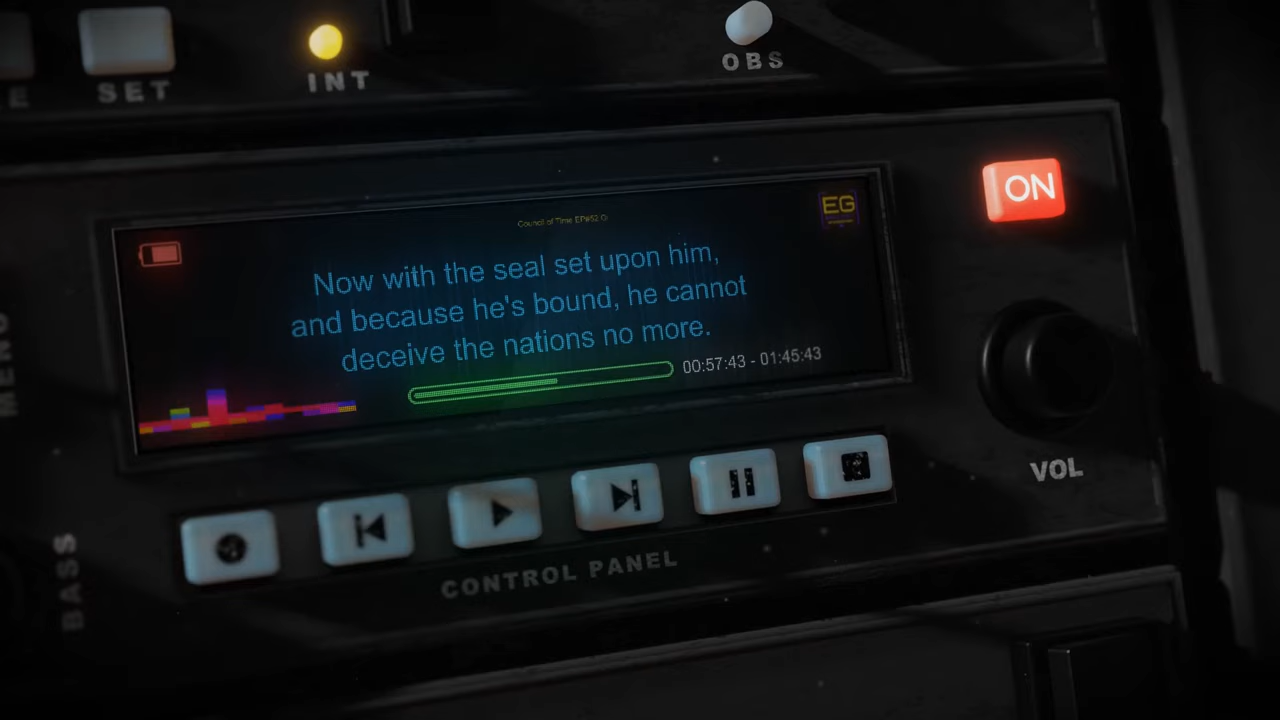 SET
INT
OBS
ON
Council of Time EP#52
EG
Now with the seal set upon him,
and because he's bound, he cannot
deceive the nations no more.
00:57:43 - 01:45:43
MENU
VOL
BASS
CONTROL PANEL